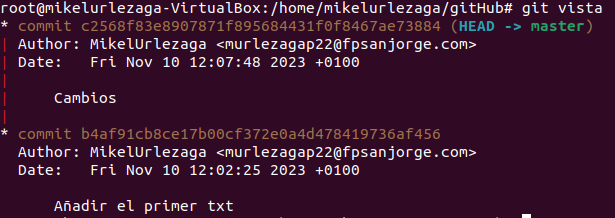 root@mikelurlezaga-VirtualBox:/home/mikelurlezaga/gitHub# git vista
* commit c2568f83e8907871f895684431f0f8467ae73884 (HEAD -> master)
| Author: MikelUrlezaga <murlezagap22@fpsanjorge.com>
| Date:   Fri Nov 10 12:07:48 2023 +0100
|
|     Cambios
|
* commit b4af91cb8ce17b00cf372e0a4d478419736af456
  Author: MikelUrlezaga <murlezagap22@fpsanjorge.com>
  Date:   Fri Nov 10 12:02:25 2023 +0100

      Añadir el primer txt